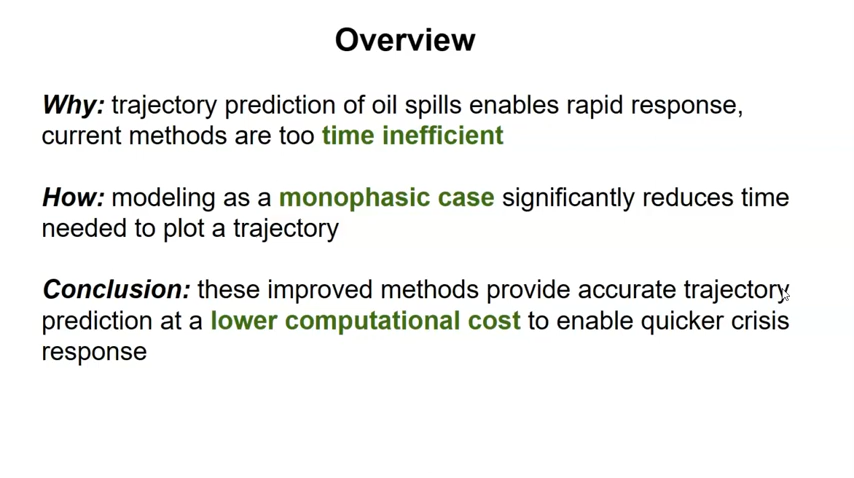 Overview
Why: trajectory prediction of oil spills enables rapid response,
current methods are too time inefficient
How: modeling as a monophasic case significantly reduces time
needed to plot a trajectory
Conclusion: these improved methods provide accurate trajectory
prediction at a lower computational cost to enable quicker crisis
response